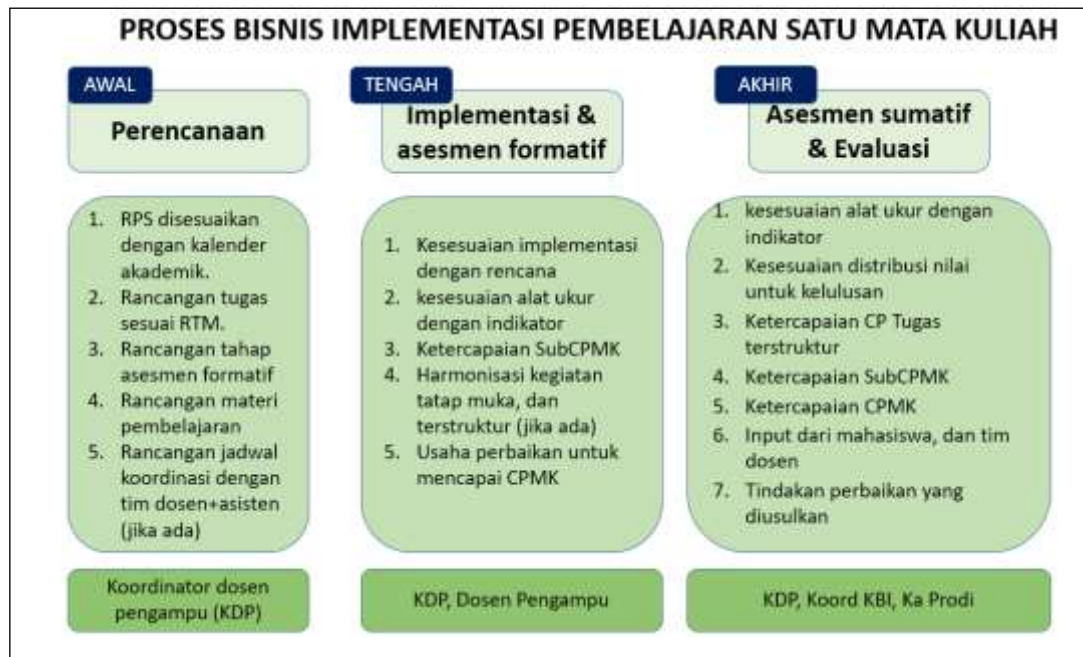 PROSES BISNIS IMPLEMENTASI PEMBELAJARAN SATU MATA KULIAH
AWAL
Perencanaan
1. RPS disesuaikan
dengan kalender
akademik.
2. Rancangan tugas
sesuai RTM.
3. Rancangan tahap
asesmen formatif
4. Rancangan materi
pembelajaran
5. Rancangan jadwal
koordinasi dengan
tim dosen+asisten
(jika ada)
Koordinator dosen
pengampu (KDP)
TENGAH
Implementasi &
asesmen formatif
1. Kesesuaian implementasi
dengan rencana
2. kesesuaian alat ukur
dengan indikator
3. Ketercapaian SubCPMK
4. Harmonisasi kegiatan
tatap muka, dan
terstruktur (jika ada)
5. Usaha perbaikan untuk
mencapai CPMK
KDP, Dosen Pengampu
AKHIR
Asesmen sumatif
& Evaluasi
1. kesesuaian alat ukur dengan
indikator
2. Kesesuaian distribusi nilai
untuk kelulusan
3. Ketercapaian CP Tugas
terstruktur
4. Ketercapaian SubCPMK
5. Ketercapaian CPMK
6. Input dari mahasiswa, dan tim
dosen
7. Tindakan perbaikan yang
diusulkan
KDP, Koord KBI, Ka Prodi